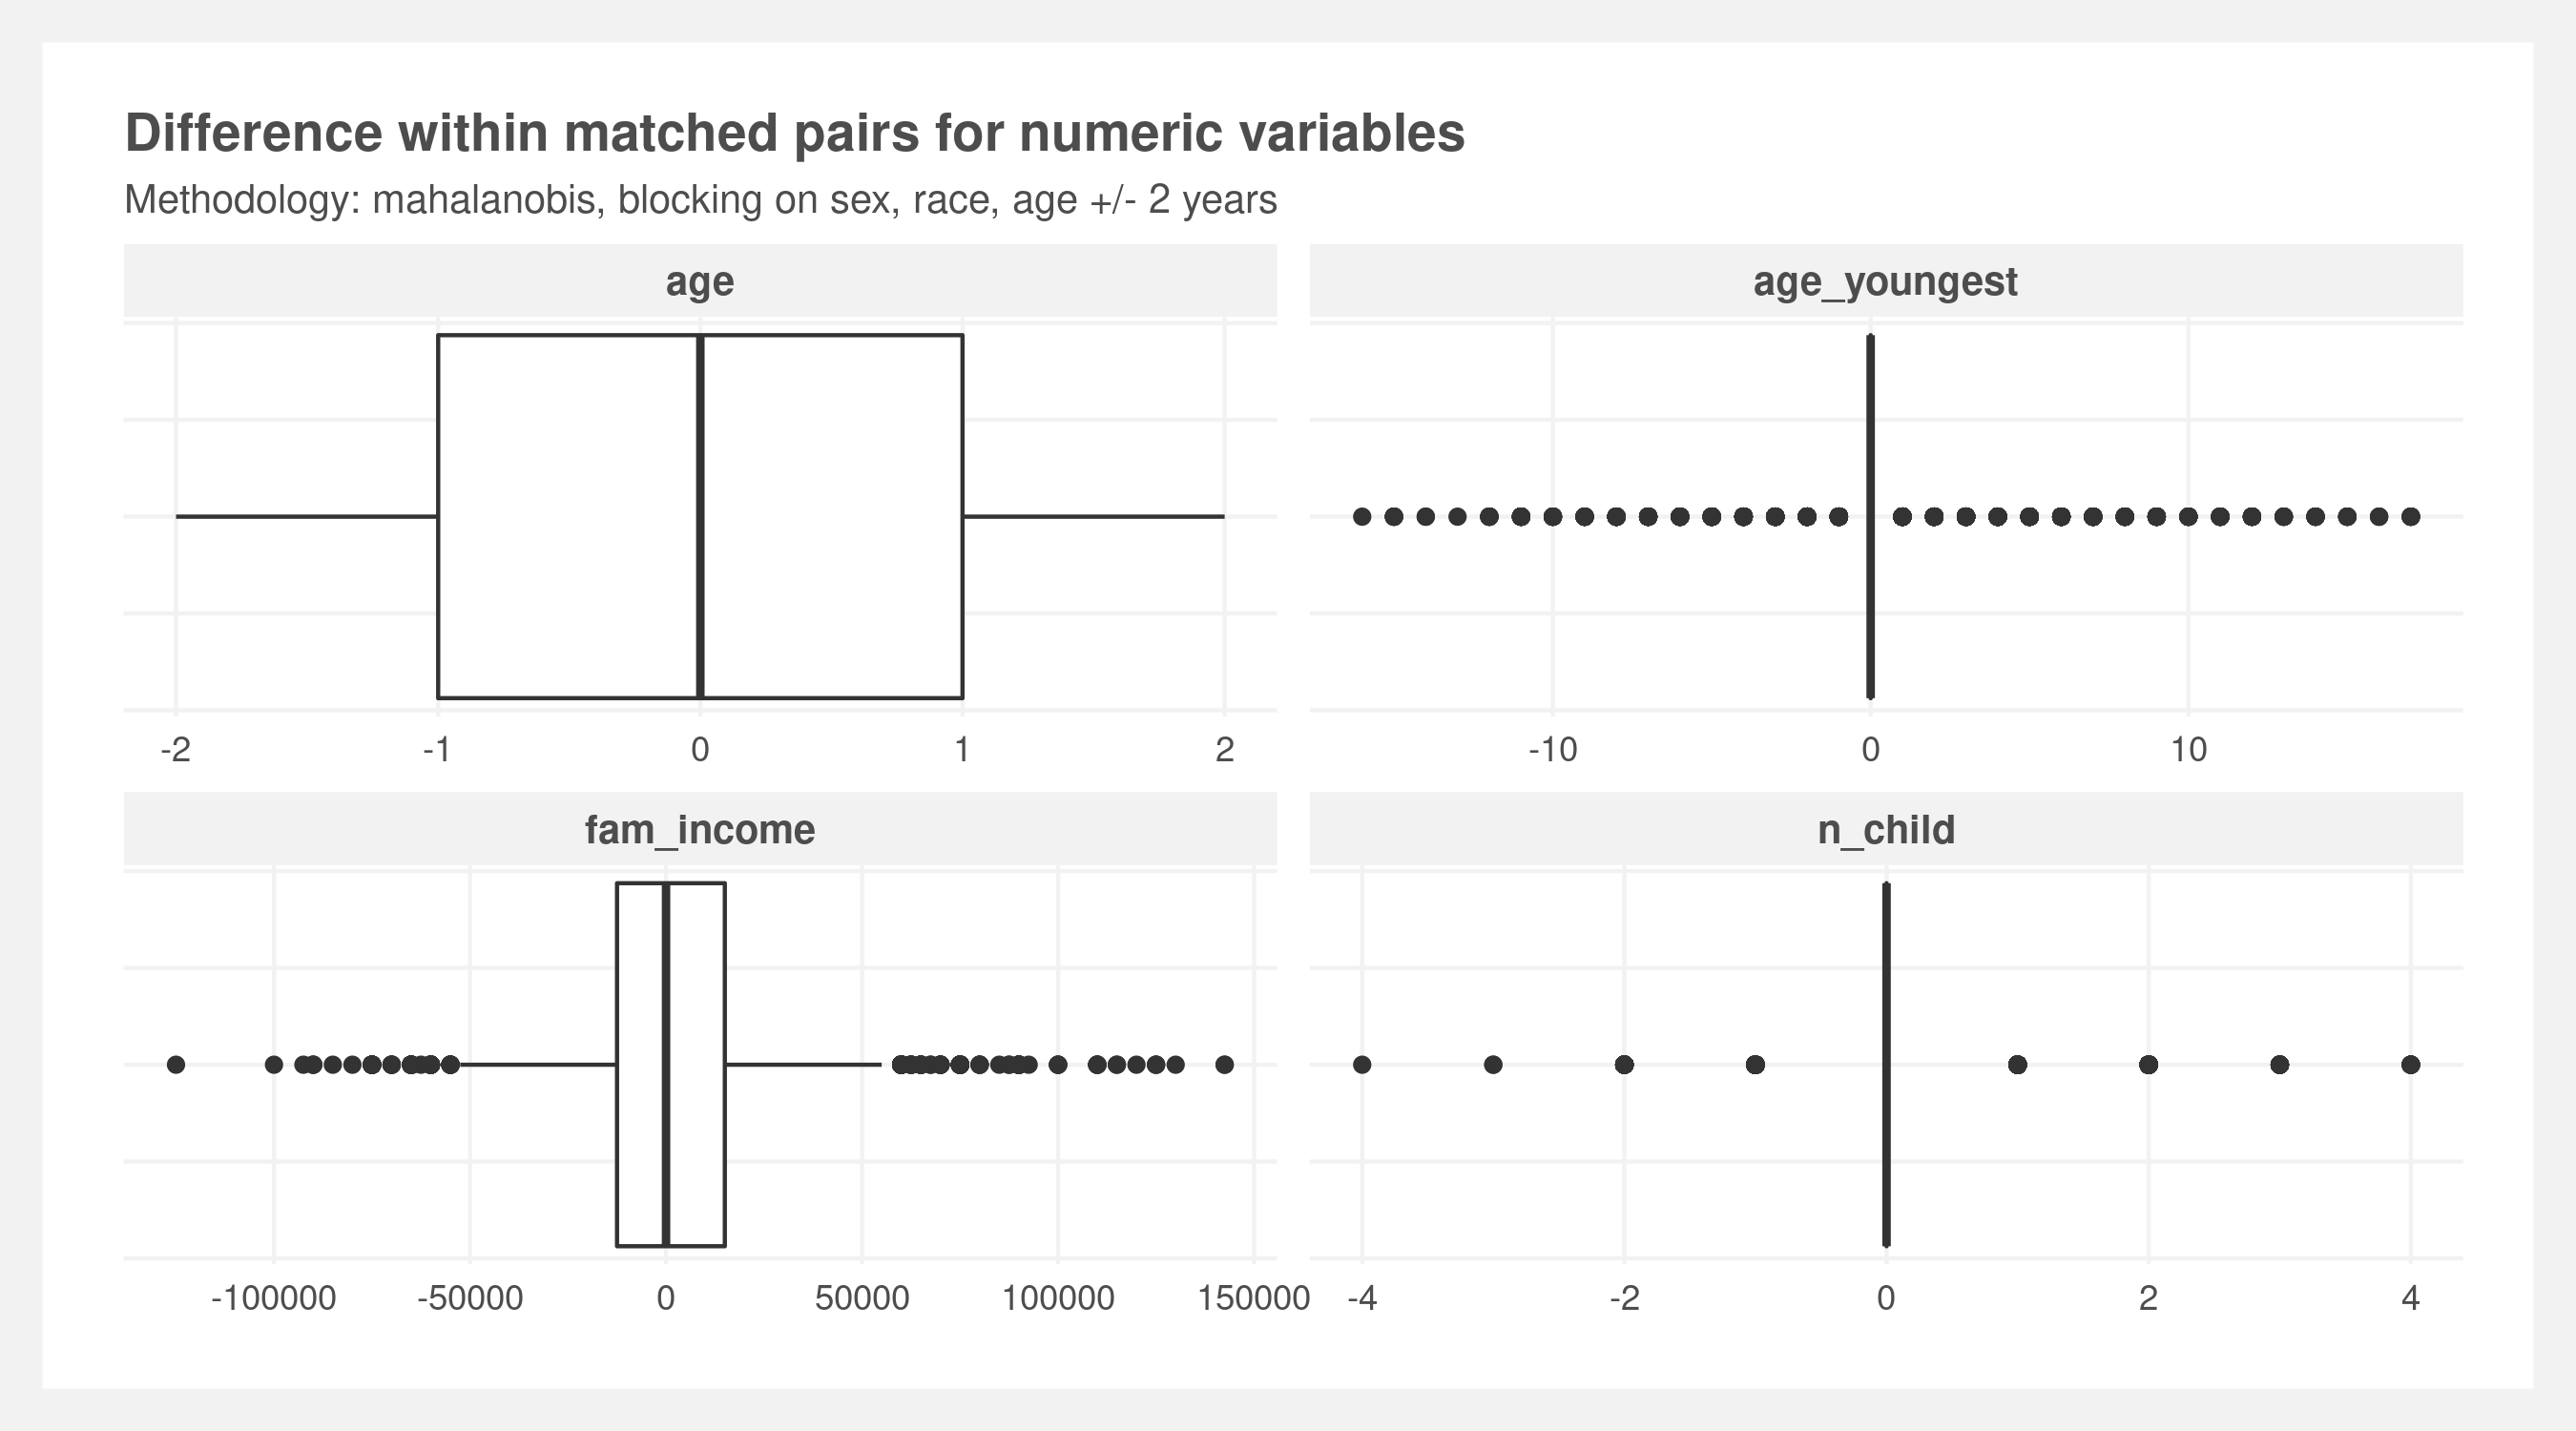 Difference within matched pairs for numeric variables
Methodology: mahalanobis, blocking on sex, race, age +/- 2 years
age
age_youngest
-2 -1 0 1 2
-10 0 10
fam_income
n_child
-100000 -50000 0 50000 100000 150000
-4 -2 0 2 4